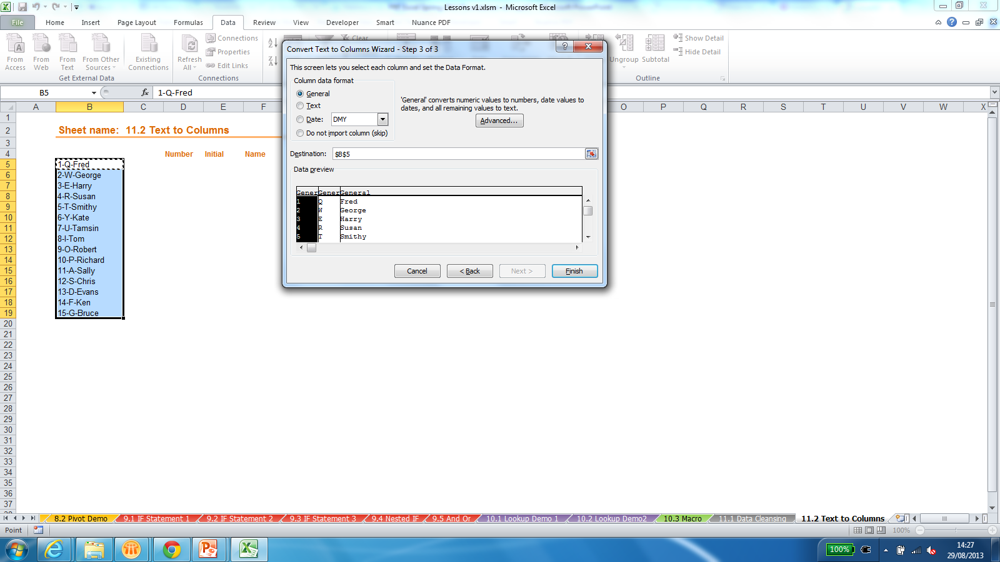 Lessons v1.xlsm - Microsoft Excel
File Home Insert Page Layout Formulas Data Review View Developer Smart Nuance PDF
From Access
From Web
From Text
From Other Sources
Existing Connections
Get External Data
Refresh All
Connections
Properties
Edit Links
Connections
Clear
Ungroup
Subtotal
Show Detail
Hide Detail
Outline
B5 fx 1-Q-Fred
A B C D E F O P Q R S T U V W X
1
2 Sheet name: 11.2 Text to Columns
3
4 Number Initial Name
5 1-Q-Fred
6 2-W-George
7 3-E-Harry
8 4-R-Susan
9 5-T-Smithy
10 6-Y-Kate
11 7-U-Tamsin
12 8-I-Tom
13 9-O-Robert
14 10-P-Richard
15 11-A-Sally
16 12-S-Chris
17 13-D-Evans
18 14-F-Ken
19 15-G-Bruce
20
21
22
23
24
25
26
27
28
29
30
31
32
33
34
35
36
37
Convert Text to Columns Wizard - Step 3 of 3
This screen lets you select each column and set the Data Format.
Column data format
General
Text
Date: DMY
Do not import column (skip)
'General' converts numeric values to numbers, date values to
dates, and all remaining values to text.
Advanced...
Destination: $B$5
Data preview
GenerGenerGeneral
1 Q Fred
2 W George
3 E Harry
4 R Susan
5 T Smithy
Cancel < Back Next > Finish
8.2 Pivot Demo 9.1 IF Statement 1 9.2 IF Statement 2 9.3 IF Statement 3 9.4 Nested IF 9.5 And Or 10.1 Lookup Demo 1 10.2 Lookup Demo2 10.3 Macro 11.1 Data Cleansing 11.2 Text to Columns
Point 100%
100% 14:27
29/08/2013